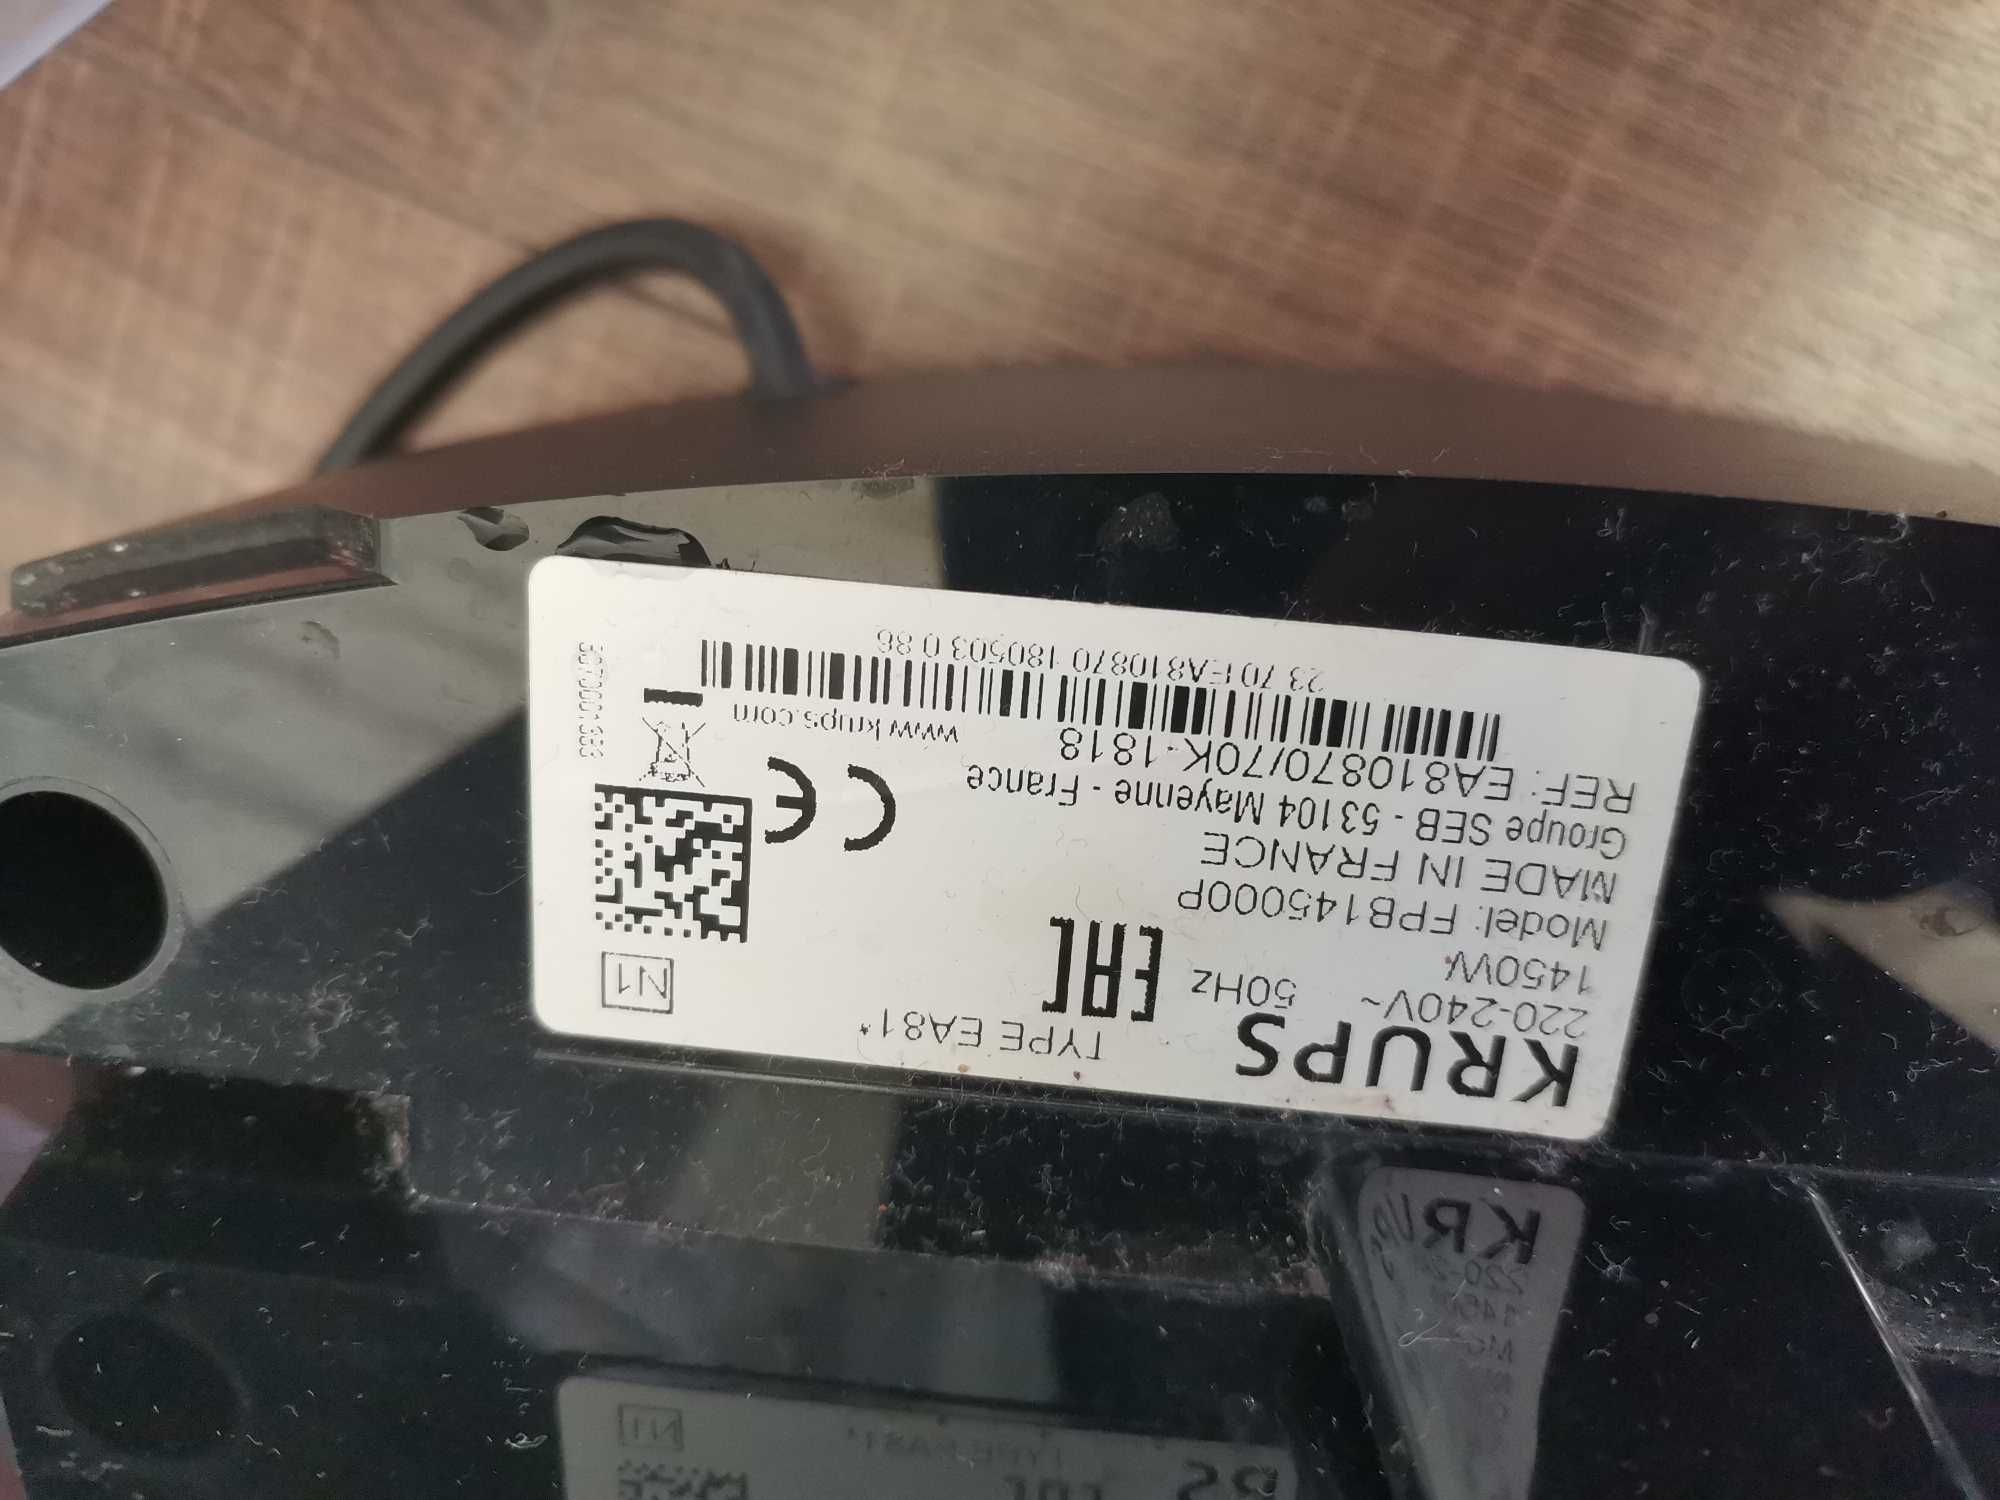 KRUPS
TYPE EA81*
N1
220-240V~ 50Hz
1450W
EAC
Model: FPB145000P
MADE IN FRANCE
Groupe SEB - 53104 Mayenne - France
CE
REF: EA810870/70K-1818
www.krups.com
23 70 EA810870 180503 0 86